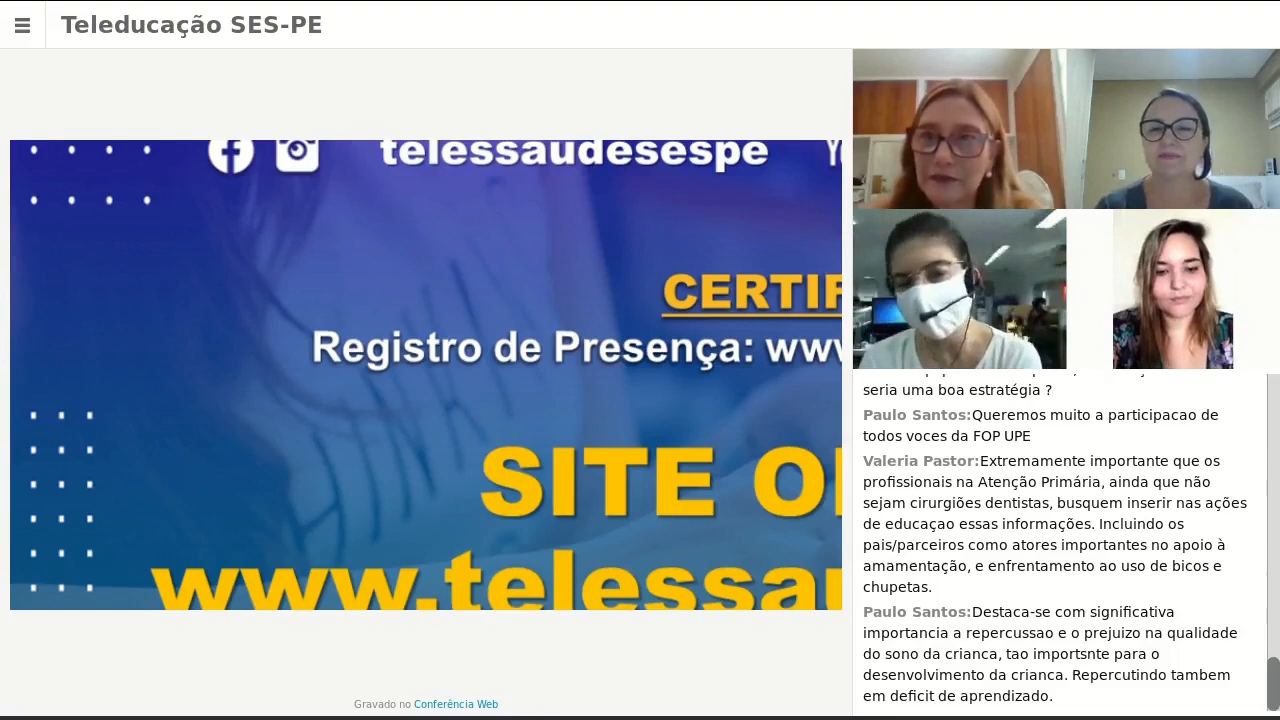 Teleducação SES-PE
telessaudesespe
CERTIF
Registro de Presença: www
SITE O
www.telessau
seria uma boa estratégia ?
Paulo Santos:Queremos muito a participacao de
todos voces da FOP UPE
Valeria Pastor:Extremamente importante que os
profissionais na Atenção Primária, ainda que não
sejam cirurgiões dentistas, busquem inserir nas ações
de educaçao essas informações. Incluindo os
pais/parceiros como atores importantes no apoio à
amamentação, e enfrentamento ao uso de bicos e
chupetas.
Paulo Santos:Destaca-se com significativa
importancia a repercussao e o prejuizo na qualidade
do sono da crianca, tao importsnte para o
desenvolvimento da crianca. Repercutindo tambem
em deficit de aprendizado.
Gravado no Conferência Web